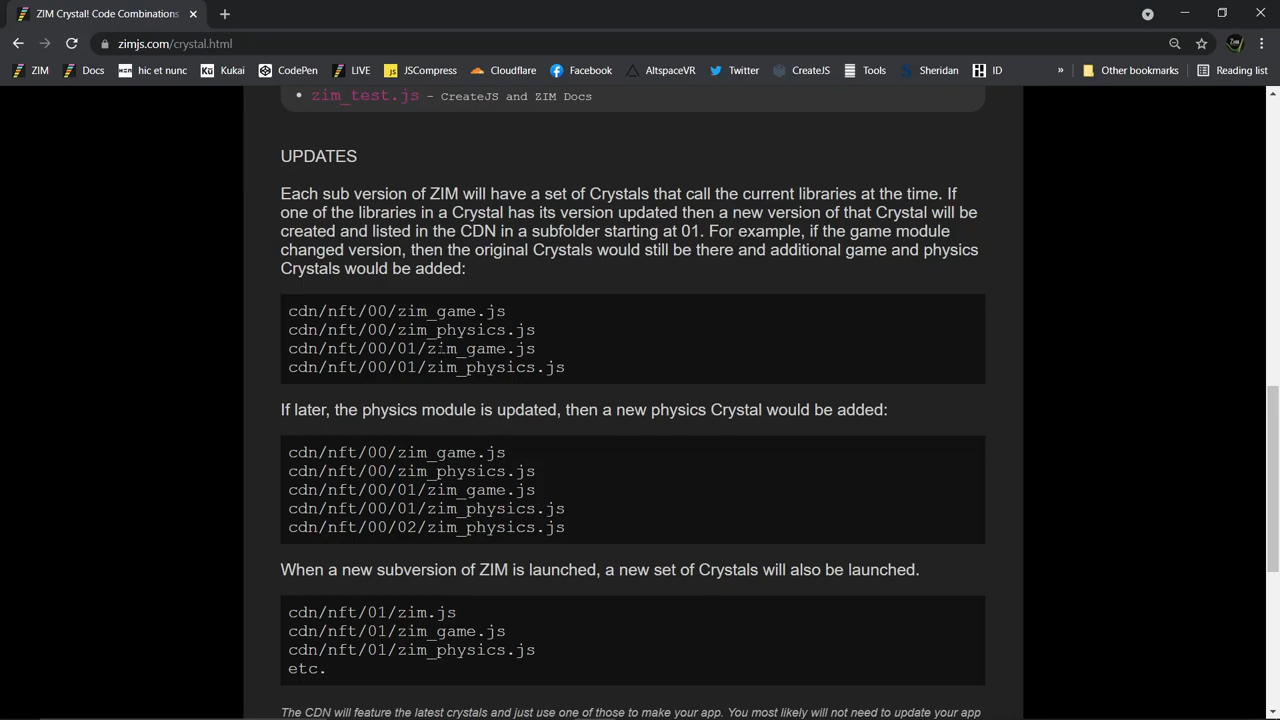 ZIM Crystal! Code Combinations
zimjs.com/crystal.html
ZIM Docs hic et nunc Kukai CodePen LIVE JSCompress Cloudflare Facebook AltspaceVR Twitter CreateJS Tools Sheridan ID » Other bookmarks Reading list
• zim_test.js - CreateJS and ZIM Docs
UPDATES
Each sub version of ZIM will have a set of Crystals that call the current libraries at the time. If
one of the libraries in a Crystal has its version updated then a new version of that Crystal will be
created and listed in the CDN in a subfolder starting at 01. For example, if the game module
changed version, then the original Crystals would still be there and additional game and physics
Crystals would be added:
cdn/nft/00/zim_game.js
cdn/nft/00/zim_physics.js
cdn/nft/00/01/zim_game.js
cdn/nft/00/01/zim_physics.js
If later, the physics module is updated, then a new physics Crystal would be added:
cdn/nft/00/zim_game.js
cdn/nft/00/zim_physics.js
cdn/nft/00/01/zim_game.js
cdn/nft/00/01/zim_physics.js
cdn/nft/00/02/zim_physics.js
When a new subversion of ZIM is launched, a new set of Crystals will also be launched.
cdn/nft/01/zim.js
cdn/nft/01/zim_game.js
cdn/nft/01/zim_physics.js
etc.
The CDN will feature the latest crystals and just use one of those to make your app. You most likely will not need to update your app